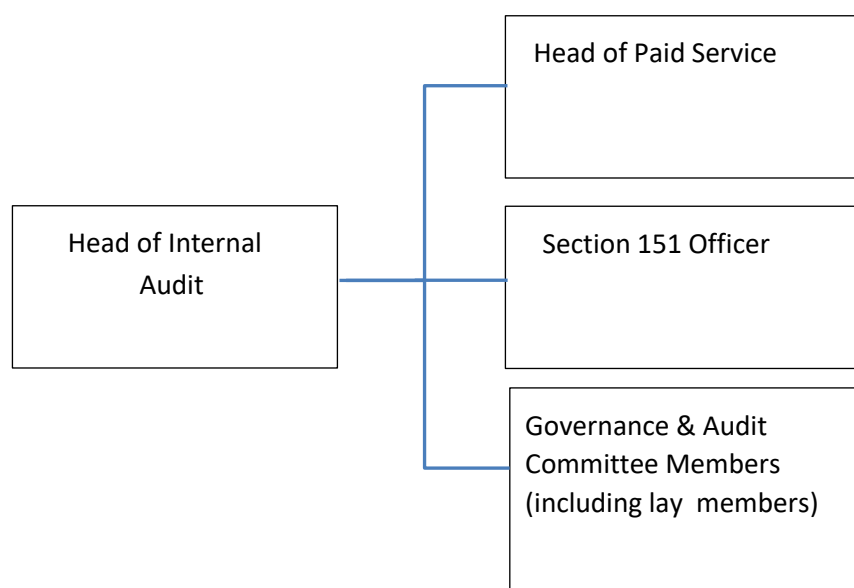 Head of Paid Service
Head of Internal
Audit
Section 151 Officer
Governance & Audit
Committee Members
(including lay  members)